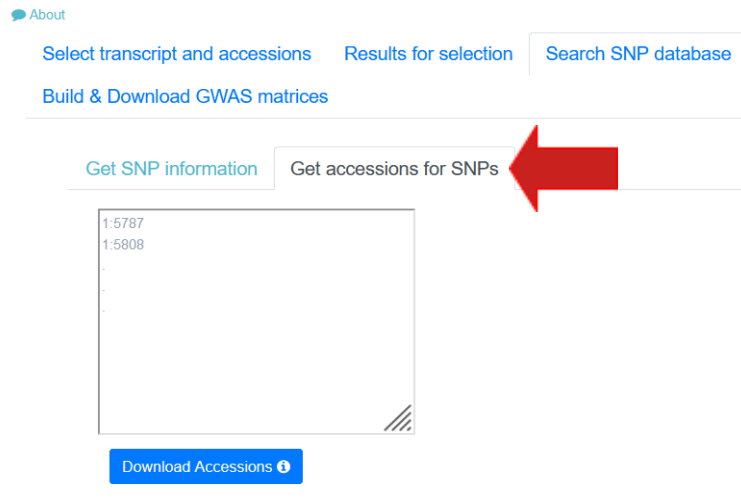 About
Select transcript and accessions Results for selection Search SNP database
Build & Download GWAS matrices
Get SNP information Get accessions for SNPs
1:5787
1:5808
.
.
.
Download Accessions